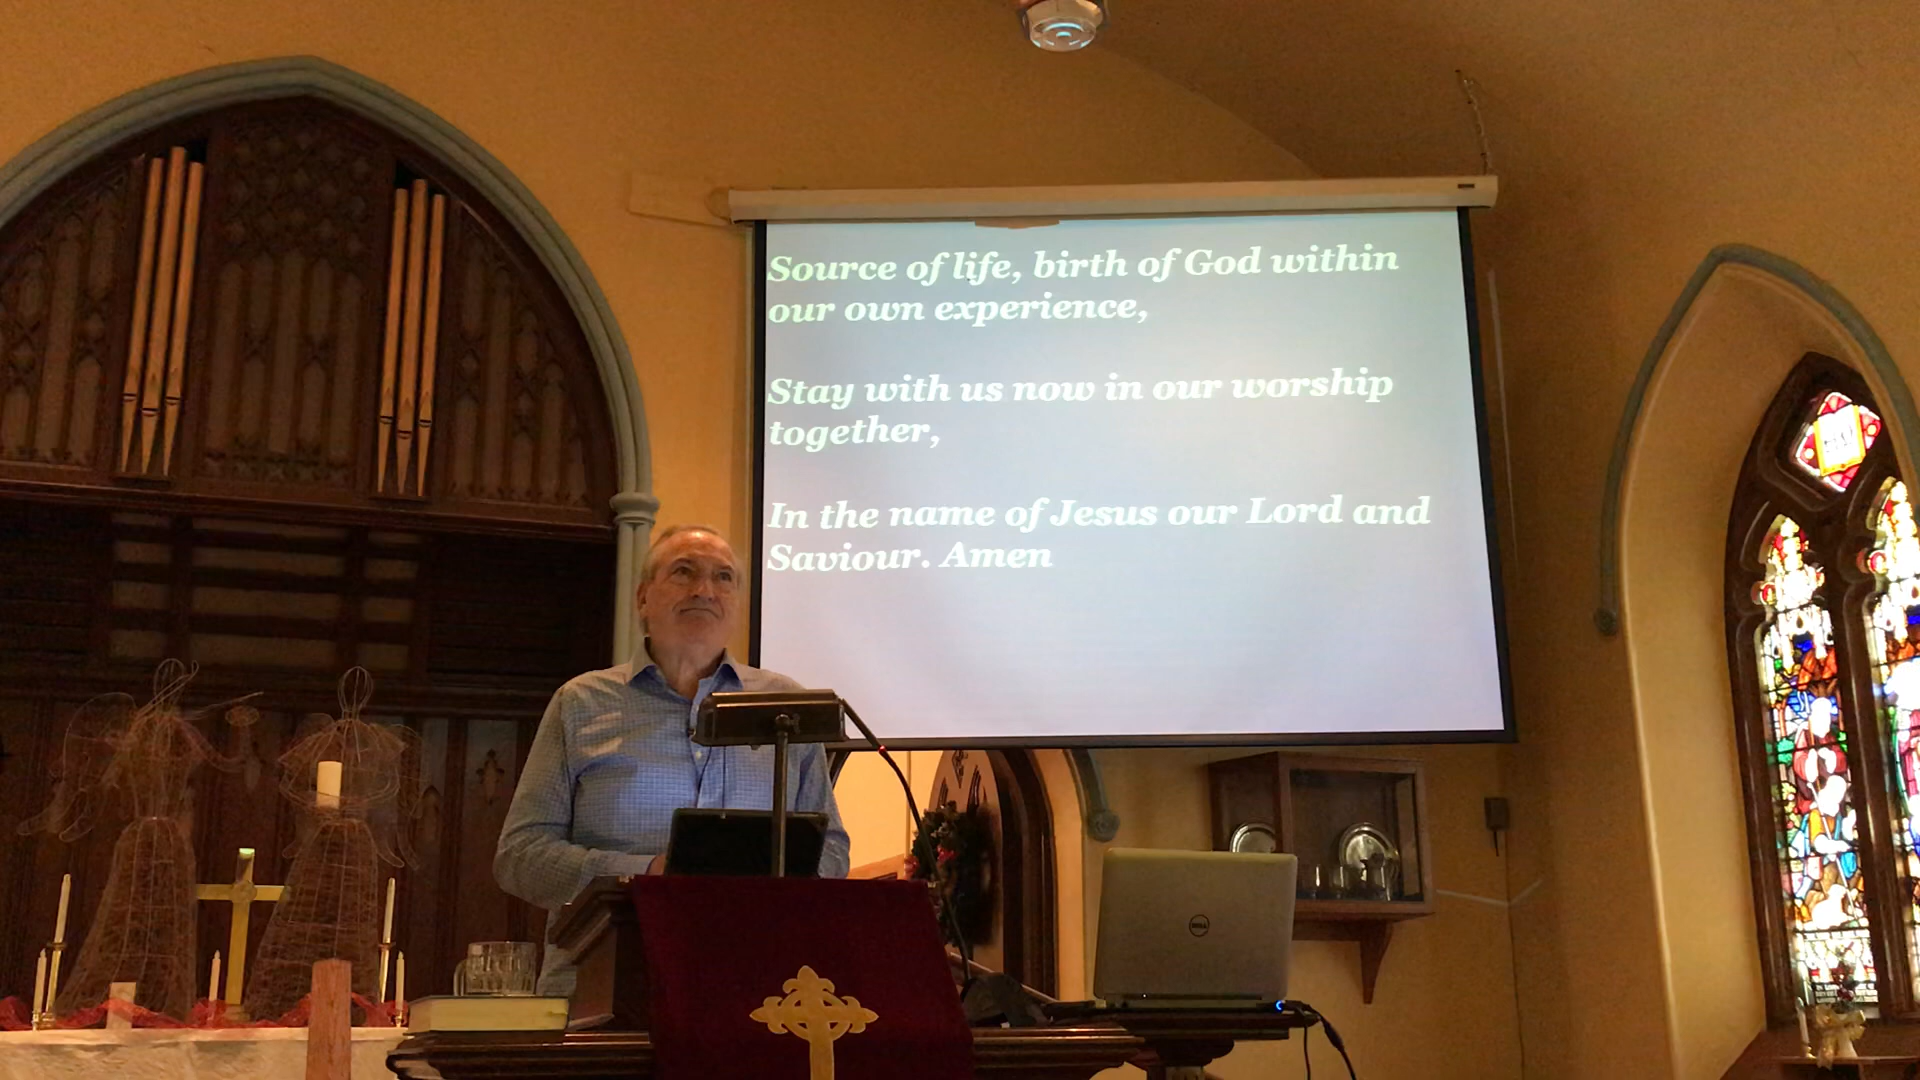 Source of life, birth of God within
our own experience,
Stay with us now in our worship
together,
In the name of Jesus our Lord and
Saviour. Amen
DELL